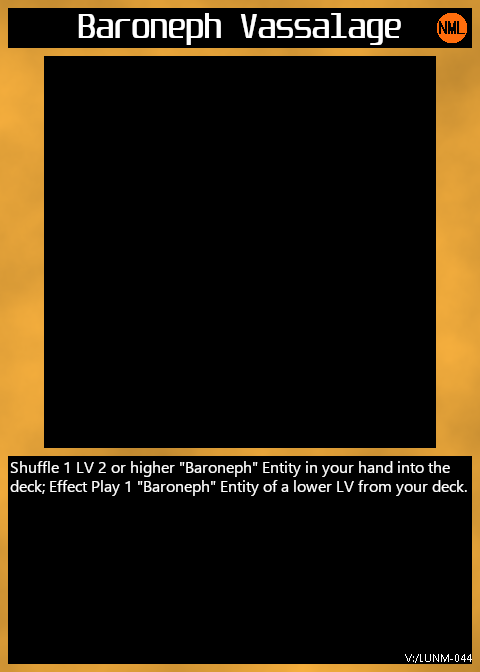 Baroneph Vassalage
NML
Shuffle 1 LV 2 or higher "Baroneph" Entity in your hand into the
deck; Effect Play 1 "Baroneph" Entity of a lower LV from your deck.
V:/LUNM-044